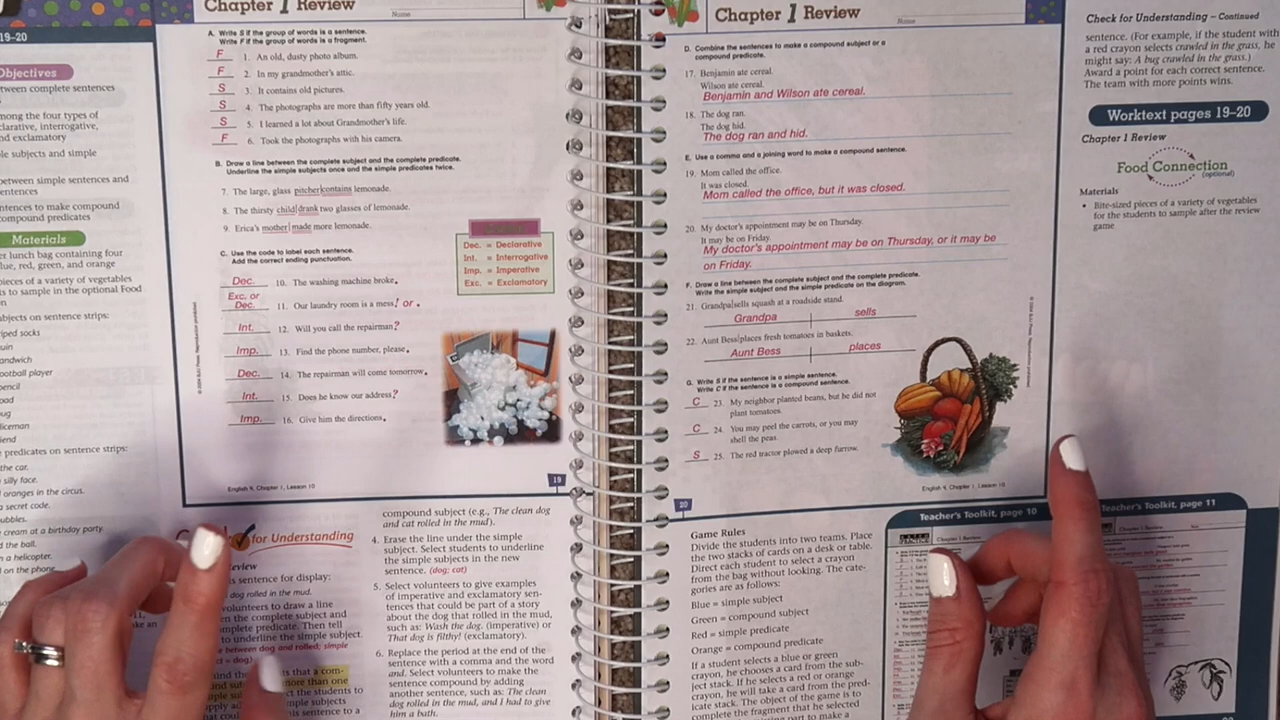 19–20
Objectives
between complete sentences
among the four types of
and exclamatory
subjects and simple
between simple sentences and
to make compound
compound predicates
Materials
lunch bag containing four
blue, red, green, and orange
pieces of a variety of vegetables
to sample in the optional Food
subjects on sentence strips:
striped socks
football player
pencil
predicates on sentence strips:
the car.
silly face.
oranges in the circus.
a secret code.
bubbles.
cream at a birthday party.
the ball.
in a helicopter.
on the phone.
Chapter 1 Review
Name
A. Write S if the group of words is a sentence.
Write F if the group of words is a fragment.
F 1. An old, dusty photo album.
F 2. In my grandmother's attic.
S 3. It contains old pictures.
S 4. The photographs are more than fifty years old.
S 5. I learned a lot about Grandmother's life.
F 6. Took the photographs with his camera.
B. Draw a line between the complete subject and the complete predicate.
Underline the simple subjects once and the simple predicates twice.
7. The large, glass pitcher|contains lemonade.
8. The thirsty child|drank two glasses of lemonade.
9. Erica's mother|made more lemonade.
C. Use the code to label each sentence.
Add the correct ending punctuation.
Dec. = Declarative
Int. = Interrogative
Imp. = Imperative
Exc. = Exclamatory
Dec. 10. The washing machine broke.
Exc. or
Dec. 11. Our laundry room is a mess! or .
Int. 12. Will you call the repairman?
Imp. 13. Find the phone number, please.
Dec. 14. The repairman will come tomorrow.
Int. 15. Does he know our address?
Imp. 16. Give him the directions.
English 4, Chapter 1, Lesson 10
19
Chapter 1 Review
Name
D. Combine the sentences to make a compound subject or a
compound predicate.
17. Benjamin ate cereal.
Wilson ate cereal.
Benjamin and Wilson ate cereal.
18. The dog ran.
The dog hid.
The dog ran and hid.
E. Use a comma and a joining word to make a compound sentence.
19. Mom called the office.
It was closed.
Mom called the office, but it was closed.
20. My doctor's appointment may be on Thursday.
It may be on Friday.
My doctor's appointment may be on Thursday, or it may be
on Friday.
F. Draw a line between the complete subject and the complete predicate.
Write the simple subject and the simple predicate on the diagram.
21. Grandpa|sells squash at a roadside stand.
Grandpa sells
22. Aunt Bess|places fresh tomatoes in baskets.
Aunt Bess places
G. Write S if the sentence is a simple sentence.
Write C if the sentence is a compound sentence.
C 23. My neighbor planted beans, but he did not
plant tomatoes.
C 24. You may peel the carrots, or you may
shell the peas.
S 25. The red tractor plowed a deep furrow.
20
English 4, Chapter 1, Lesson 10
Check for Understanding – Continued
sentence. (For example, if the student with
a red crayon selects crawled in the grass, he
might say: A bug crawled in the grass.)
Award a point for each correct sentence.
The team with more points wins.
Worktext pages 19–20
Chapter 1 Review
Food Connection
(optional)
Materials
• Bite-sized pieces of a variety of vegetables
for the students to sample after the review
game.
for Understanding
sentence for display:
dog rolled in the mud.
volunteers to draw a line
complete subject and
predicate. Then tell
to underline the simple subject.
between dog and rolled; simple
= dog)
that a com-
more than one
the students to
simple subjects
sentence to a
compound subject (e.g., The clean dog
and cat rolled in the mud).
4. Erase the line under the simple
subject. Select students to underline
the simple subjects in the new
sentence. (dog; cat)
5. Select volunteers to give examples
of imperative and exclamatory sen-
tences that could be part of a story
about the dog that rolled in the mud,
such as: Wash the dog. (imperative) or
That dog is filthy! (exclamatory).
6. Replace the period at the end of the
sentence with a comma and the word
and. Select volunteers to make the
sentence compound by adding
another sentence, such as: The clean
dog rolled in the mud, and I had to give
him a bath.
Game Rules
Divide the students into two teams. Place
the two stacks of cards on a desk or table.
Direct each student to select a crayon
from the bag without looking. The cate-
gories are as follows:
Blue = simple subject
Green = compound subject
Red = simple predicate
Orange = compound predicate
If a student selects a blue or green
crayon, he chooses a card from the sub-
ject stack. If he selects a red or orange
crayon, he will take a card from the pred-
icate stack. The object of the game is to
complete the fragment that he selected
Teacher's Toolkit, page 10
Teacher's Toolkit, page 11